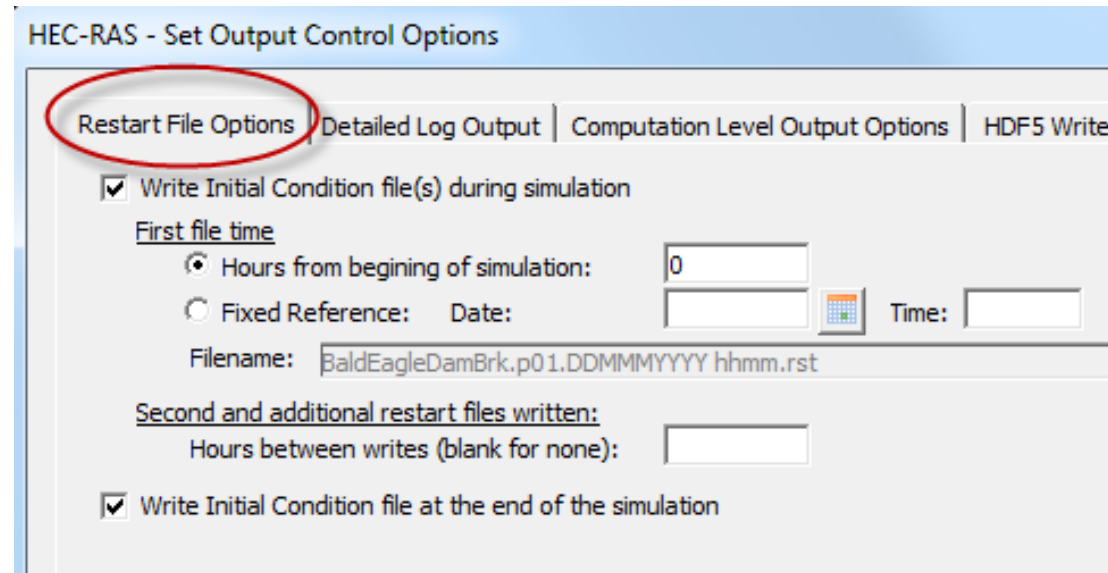 HEC-RAS - Set Output Control Options
Restart File Options Detailed Log Output Computation Level Output Options HDF5 Write
Write Initial Condition file(s) during simulation
First file time
Hours from begining of simulation: 0
Fixed Reference: Date: Time:
Filename: BaldEagleDamBrk.p01.DDMMMYYYY hhmm.rst
Second and additional restart files written:
Hours between writes (blank for none):
Write Initial Condition file at the end of the simulation